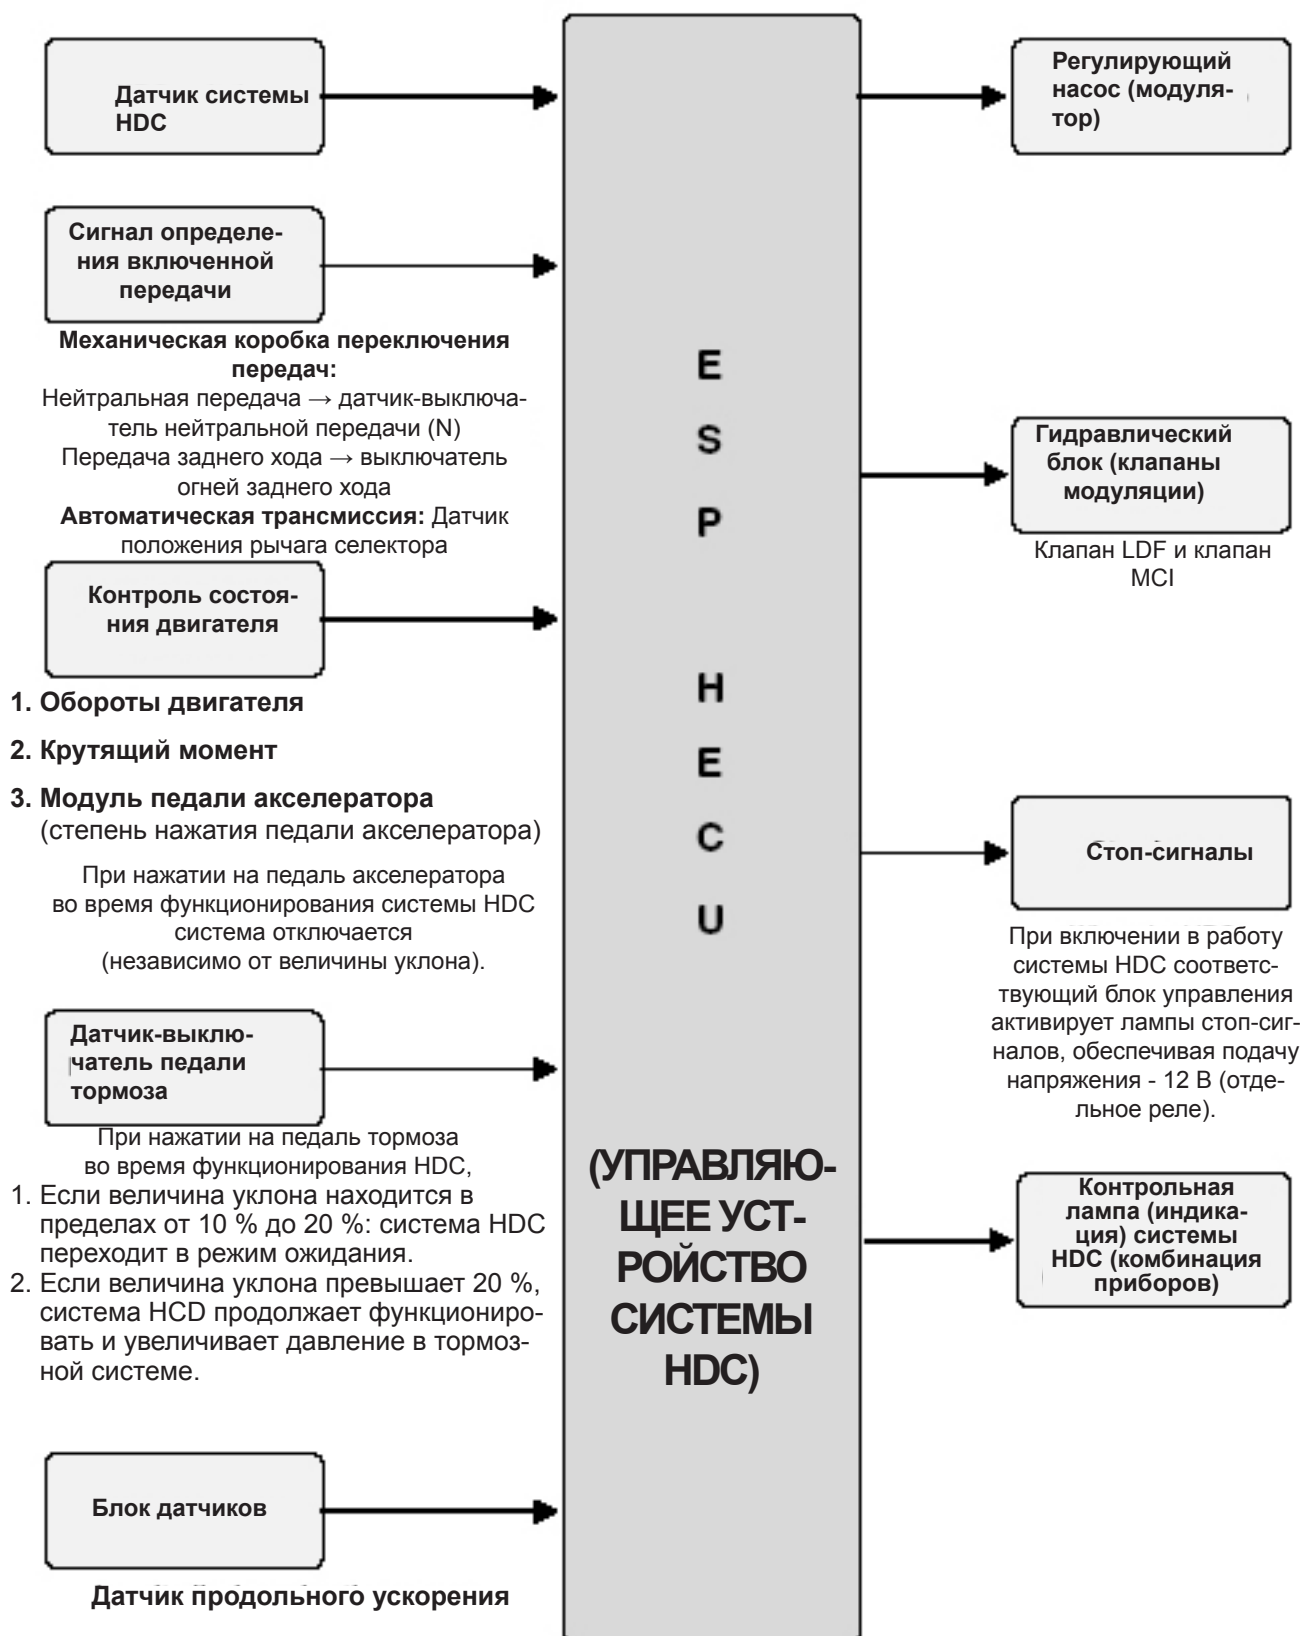 Датчик системы
HDC
Сигнал определе-
ния включенной
передачи
Механическая коробка переключения
передач:
Нейтральная передача → датчик-выключа-
тель нейтральной передачи (N)
Передача заднего хода → выключатель
огней заднего хода
Автоматическая трансмиссия: Датчик
положения рычага селектора
Контроль состоя-
ния двигателя
1. Обороты двигателя
2. Крутящий момент
3. Модуль педали акселератора
(степень нажатия педали акселератора)
При нажатии на педаль акселератора
во время функционирования системы HDC
система отключается
(независимо от величины уклона).
Датчик-выклю-
чатель педали
тормоза
При нажатии на педаль тормоза
во время функционирования HDC,
1. Если величина уклона находится в
пределах от 10 % до 20 %: система HDC
переходит в режим ожидания.
2. Если величина уклона превышает 20 %,
система HCD продолжает функциониро-
вать и увеличивает давление в тормоз-
ной системе.
Блок датчиков
Датчик продольного ускорения
E
S
P
H
E
C
U
(УПРАВЛЯЮ-
ЩЕЕ УСТ-
РОЙСТВО
СИСТЕМЫ
HDC)
Регулирующий
насос (модуля-
тор)
Гидравлический
блок (клапаны
модуляции)
Клапан LDF и клапан
MCI
Стоп-сигналы
При включении в работу
системы HDC соответс-
твующий блок управления
активирует лампы стоп-сиг-
налов, обеспечивая подачу
напряжения - 12 В (отде-
льное реле).
Контрольная
лампа (индика-
ция) системы
HDC (комбинация
приборов)